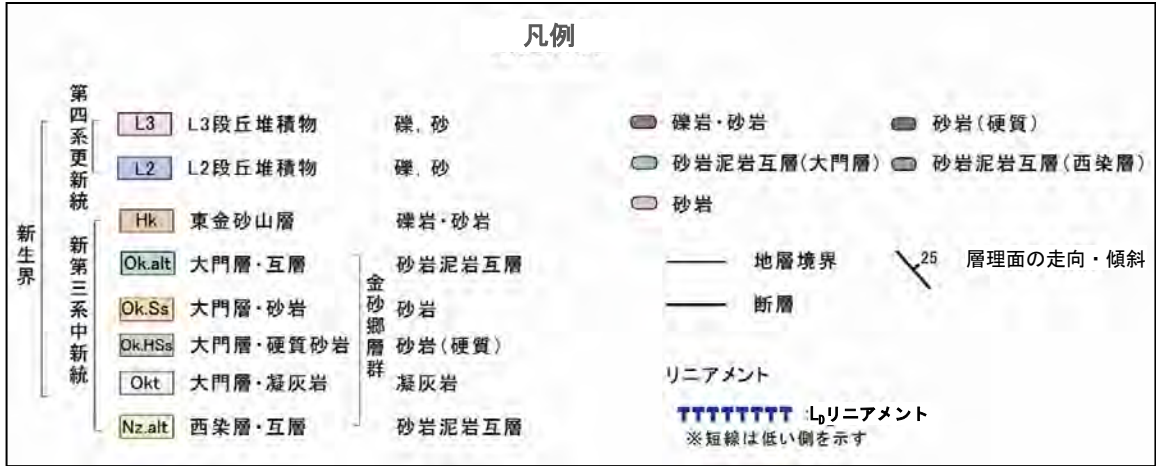 凡例
新生界
第四系更新統
L3 L3段丘堆積物 礫，砂
L2 L2段丘堆積物 礫，砂
新第三系中新統
Hk 東金砂山層 礫岩・砂岩
Ok.alt 大門層・互層 砂岩泥岩互層
Ok.Ss 大門層・砂岩 砂岩
Ok.HSs 大門層・硬質砂岩 砂岩(硬質)
Okt 大門層・凝灰岩 凝灰岩
Nz.alt 西染層・互層 砂岩泥岩互層
金砂郷層群
礫岩・砂岩 砂岩(硬質)
砂岩泥岩互層(大門層) 砂岩泥岩互層(西染層)
砂岩
地層境界 25 層理面の走向・傾斜
断層
リニアメント
:LDリニアメント
※短線は低い側を示す